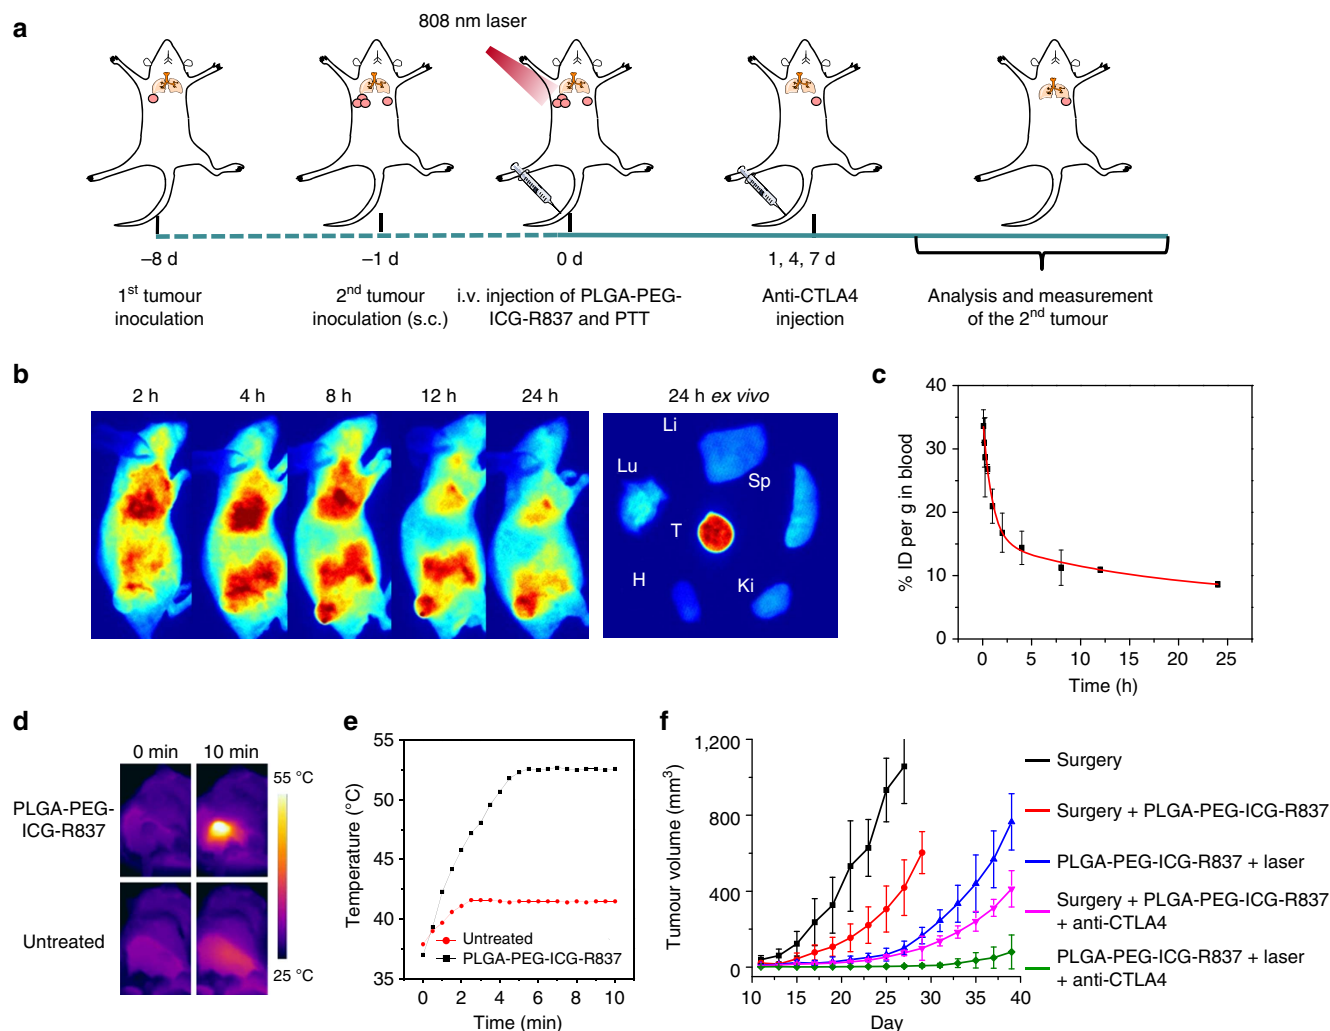 a
808 nm laser
–8 d
–1 d
0 d
1, 4, 7 d
1st tumour
inoculation
2nd tumour
inoculation (s.c.)
i.v. injection of PLGA-PEG-
ICG-R837 and PTT
Anti-CTLA4
injection
Analysis and measurement
of the 2nd tumour
b
2 h
4 h
8 h
12 h
24 h
24 h ex vivo
Li
Lu
Sp
T
H
Ki
c
40
30
20
10
0
% ID per g in blood
0
5
10
15
20
25
Time (h)
d
0 min
10 min
PLGA-PEG-
ICG-R837
Untreated
55 °C
25 °C
e
55
50
45
40
35
Temperature (°C)
Untreated
PLGA-PEG-ICG-R837
0
2
4
6
8
10
Time (min)
f
1,200
800
400
0
Tumour volume (mm3)
10
15
20
25
30
35
40
Day
Surgery
Surgery + PLGA-PEG-ICG-R837
PLGA-PEG-ICG-R837 + laser
Surgery + PLGA-PEG-ICG-R837
+ anti-CTLA4
PLGA-PEG-ICG-R837 + laser
+ anti-CTLA4